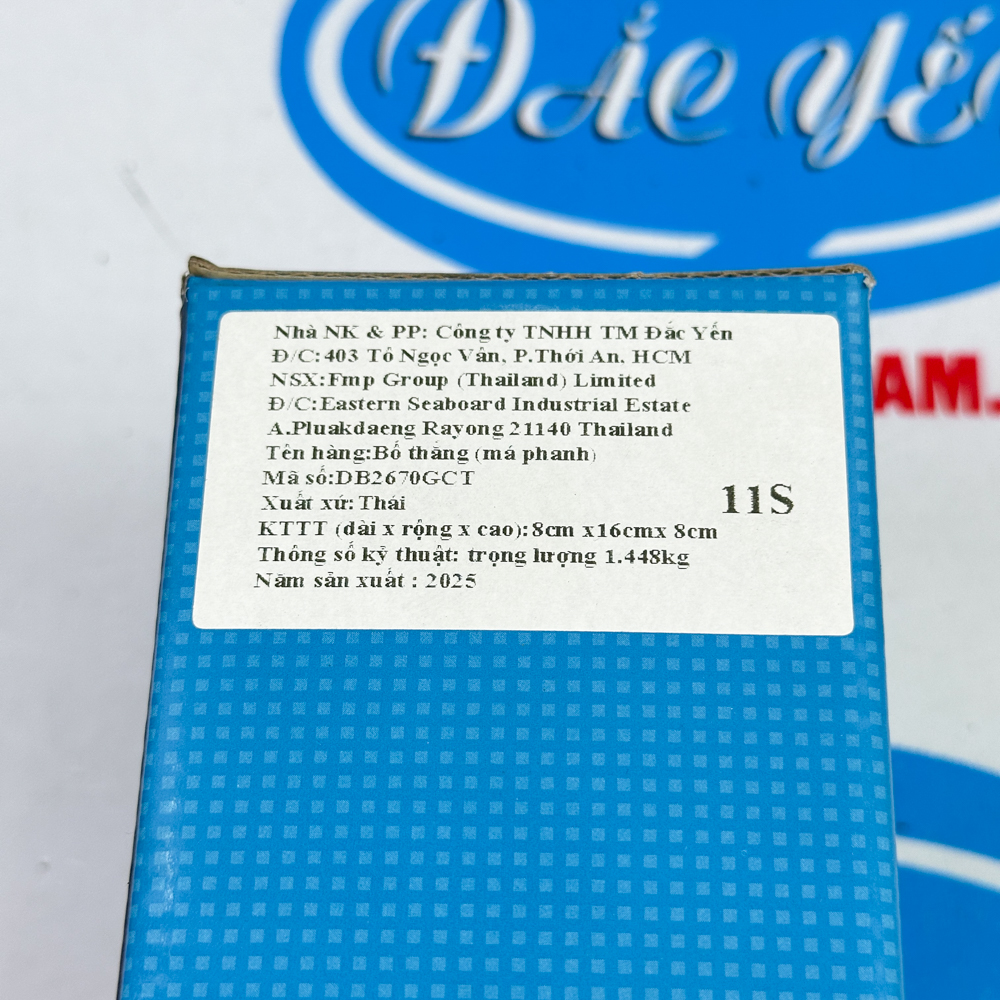 ĐẮC YẾ
AM.
Nhà NK & PP: Công ty TNHH TM Đắc Yến
Đ/C:403 Tô Ngọc Vân, P.Thới An, HCM
NSX:Fmp Group (Thailand) Limited
Đ/C:Eastern Seaboard Industrial Estate
A.Pluakdaeng Rayong 21140 Thailand
Tên hàng:Bố thắng (má phanh)
Mã số:DB2670GCT
Xuất xứ: Thái
11S
KTTT (dài x rộng x cao):8cm x16cmx 8cm
Thông số kỹ thuật: trọng lượng 1.448kg
Năm sản xuất : 2025